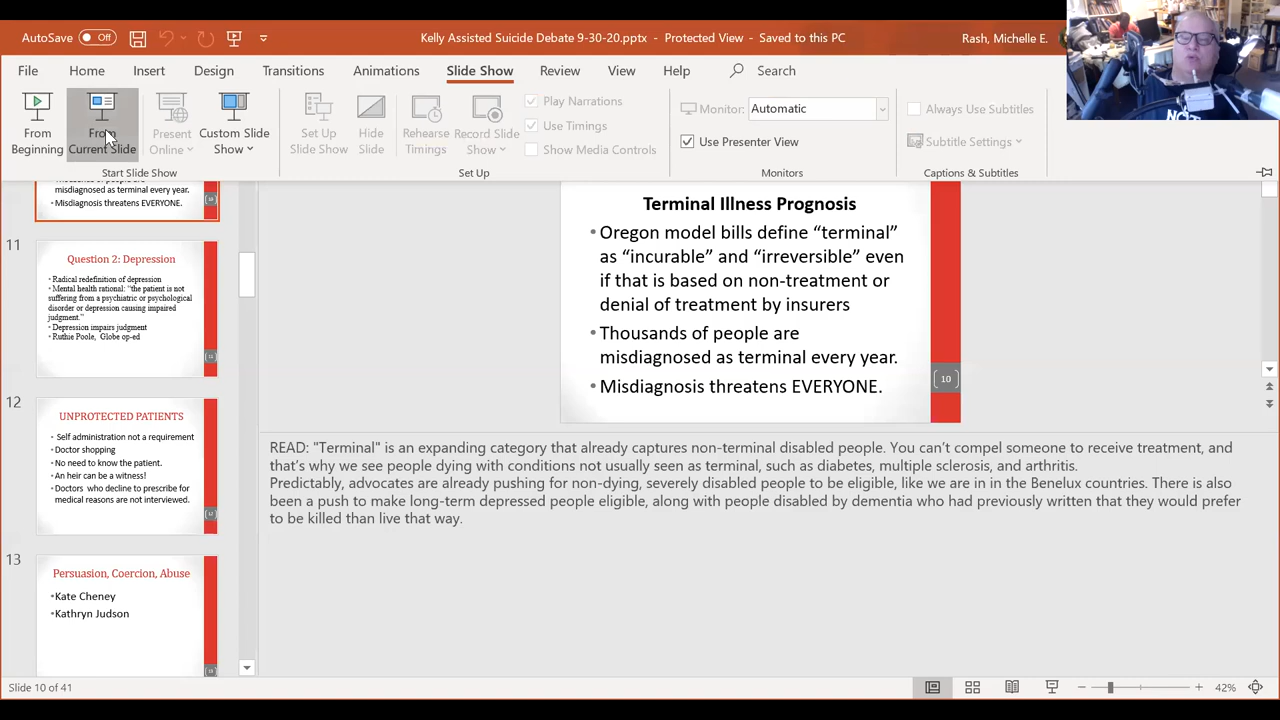 AutoSave Off
Kelly Assisted Suicide Debate 9-30-20.pptx - Protected View - Saved to this PC
Rash, Michelle E.
File Home Insert Design Transitions Animations Slide Show Review View Help Search
From Beginning
From Current Slide
Present Online
Custom Slide Show
Start Slide Show
Set Up Slide Show
Hide Slide
Rehearse Timings
Record Slide Show
Play Narrations
Use Timings
Show Media Controls
Set Up
Monitor: Automatic
Use Presenter View
Monitors
Always Use Subtitles
Subtitle Settings
Captions & Subtitles
misdiagnosed as terminal every year.
•Misdiagnosis threatens EVERYONE.
11
Question 2: Depression
• Radical redefinition of depression
• Mental health rational: "the patient is not
suffering from a psychiatric or psychological
disorder or depression causing impaired
judgment."
• Depression impairs judgment
• Ruthie Poole, Globe op-ed
12
UNPROTECTED PATIENTS
• Self administration not a requirement
•Doctor shopping
•No need to know the patient.
•An heir can be a witness!
•Doctors who decline to prescribe for
medical reasons are not interviewed.
13
Persuasion, Coercion, Abuse
•Kate Cheney
•Kathryn Judson
Terminal Illness Prognosis
•Oregon model bills define “terminal”
as “incurable” and “irreversible” even
if that is based on non-treatment or
denial of treatment by insurers
•Thousands of people are
misdiagnosed as terminal every year.
•Misdiagnosis threatens EVERYONE.
10
READ: "Terminal" is an expanding category that already captures non-terminal disabled people. You can’t compel someone to receive treatment, and
that’s why we see people dying with conditions not usually seen as terminal, such as diabetes, multiple sclerosis, and arthritis.
Predictably, advocates are already pushing for non-dying, severely disabled people to be eligible, like we are in in the Benelux countries. There is also
been a push to make long-term depressed people eligible, along with people disabled by dementia who had previously written that they would prefer
to be killed than live that way.
Slide 10 of 41
42%